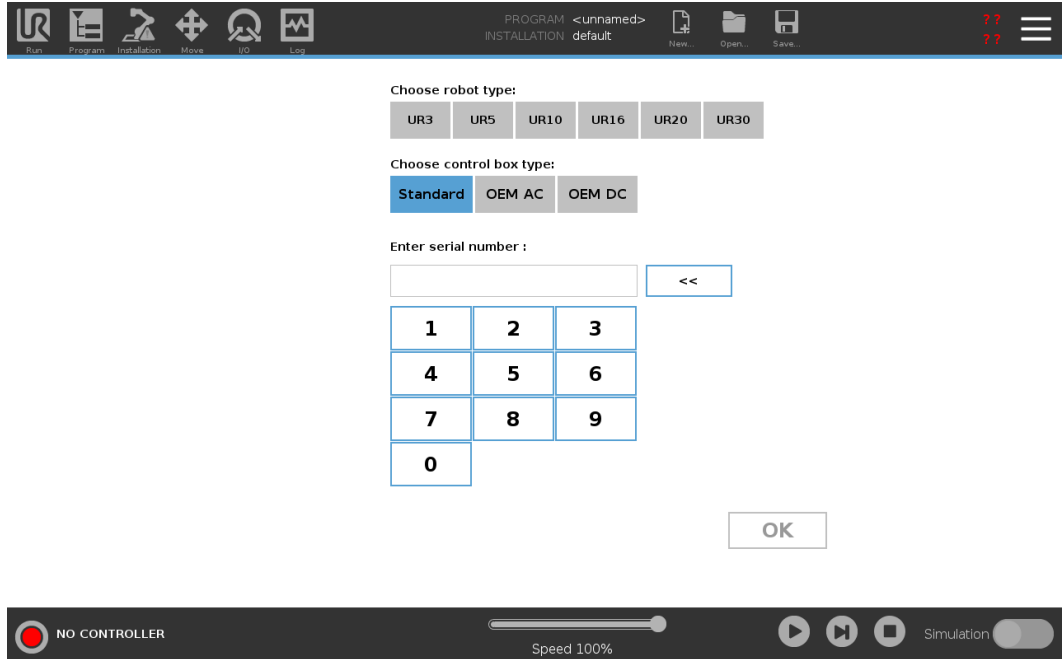 PROGRAM <unnamed>
INSTALLATION default
Run Program Installation Move I/O Log New... Open... Save...
? ?
? ?
Choose robot type:
UR3 UR5 UR10 UR16 UR20 UR30
Choose control box type:
Standard OEM AC OEM DC
Enter serial number :
<<
1 2 3
4 5 6
7 8 9
0
OK
NO CONTROLLER
Speed 100%
Simulation